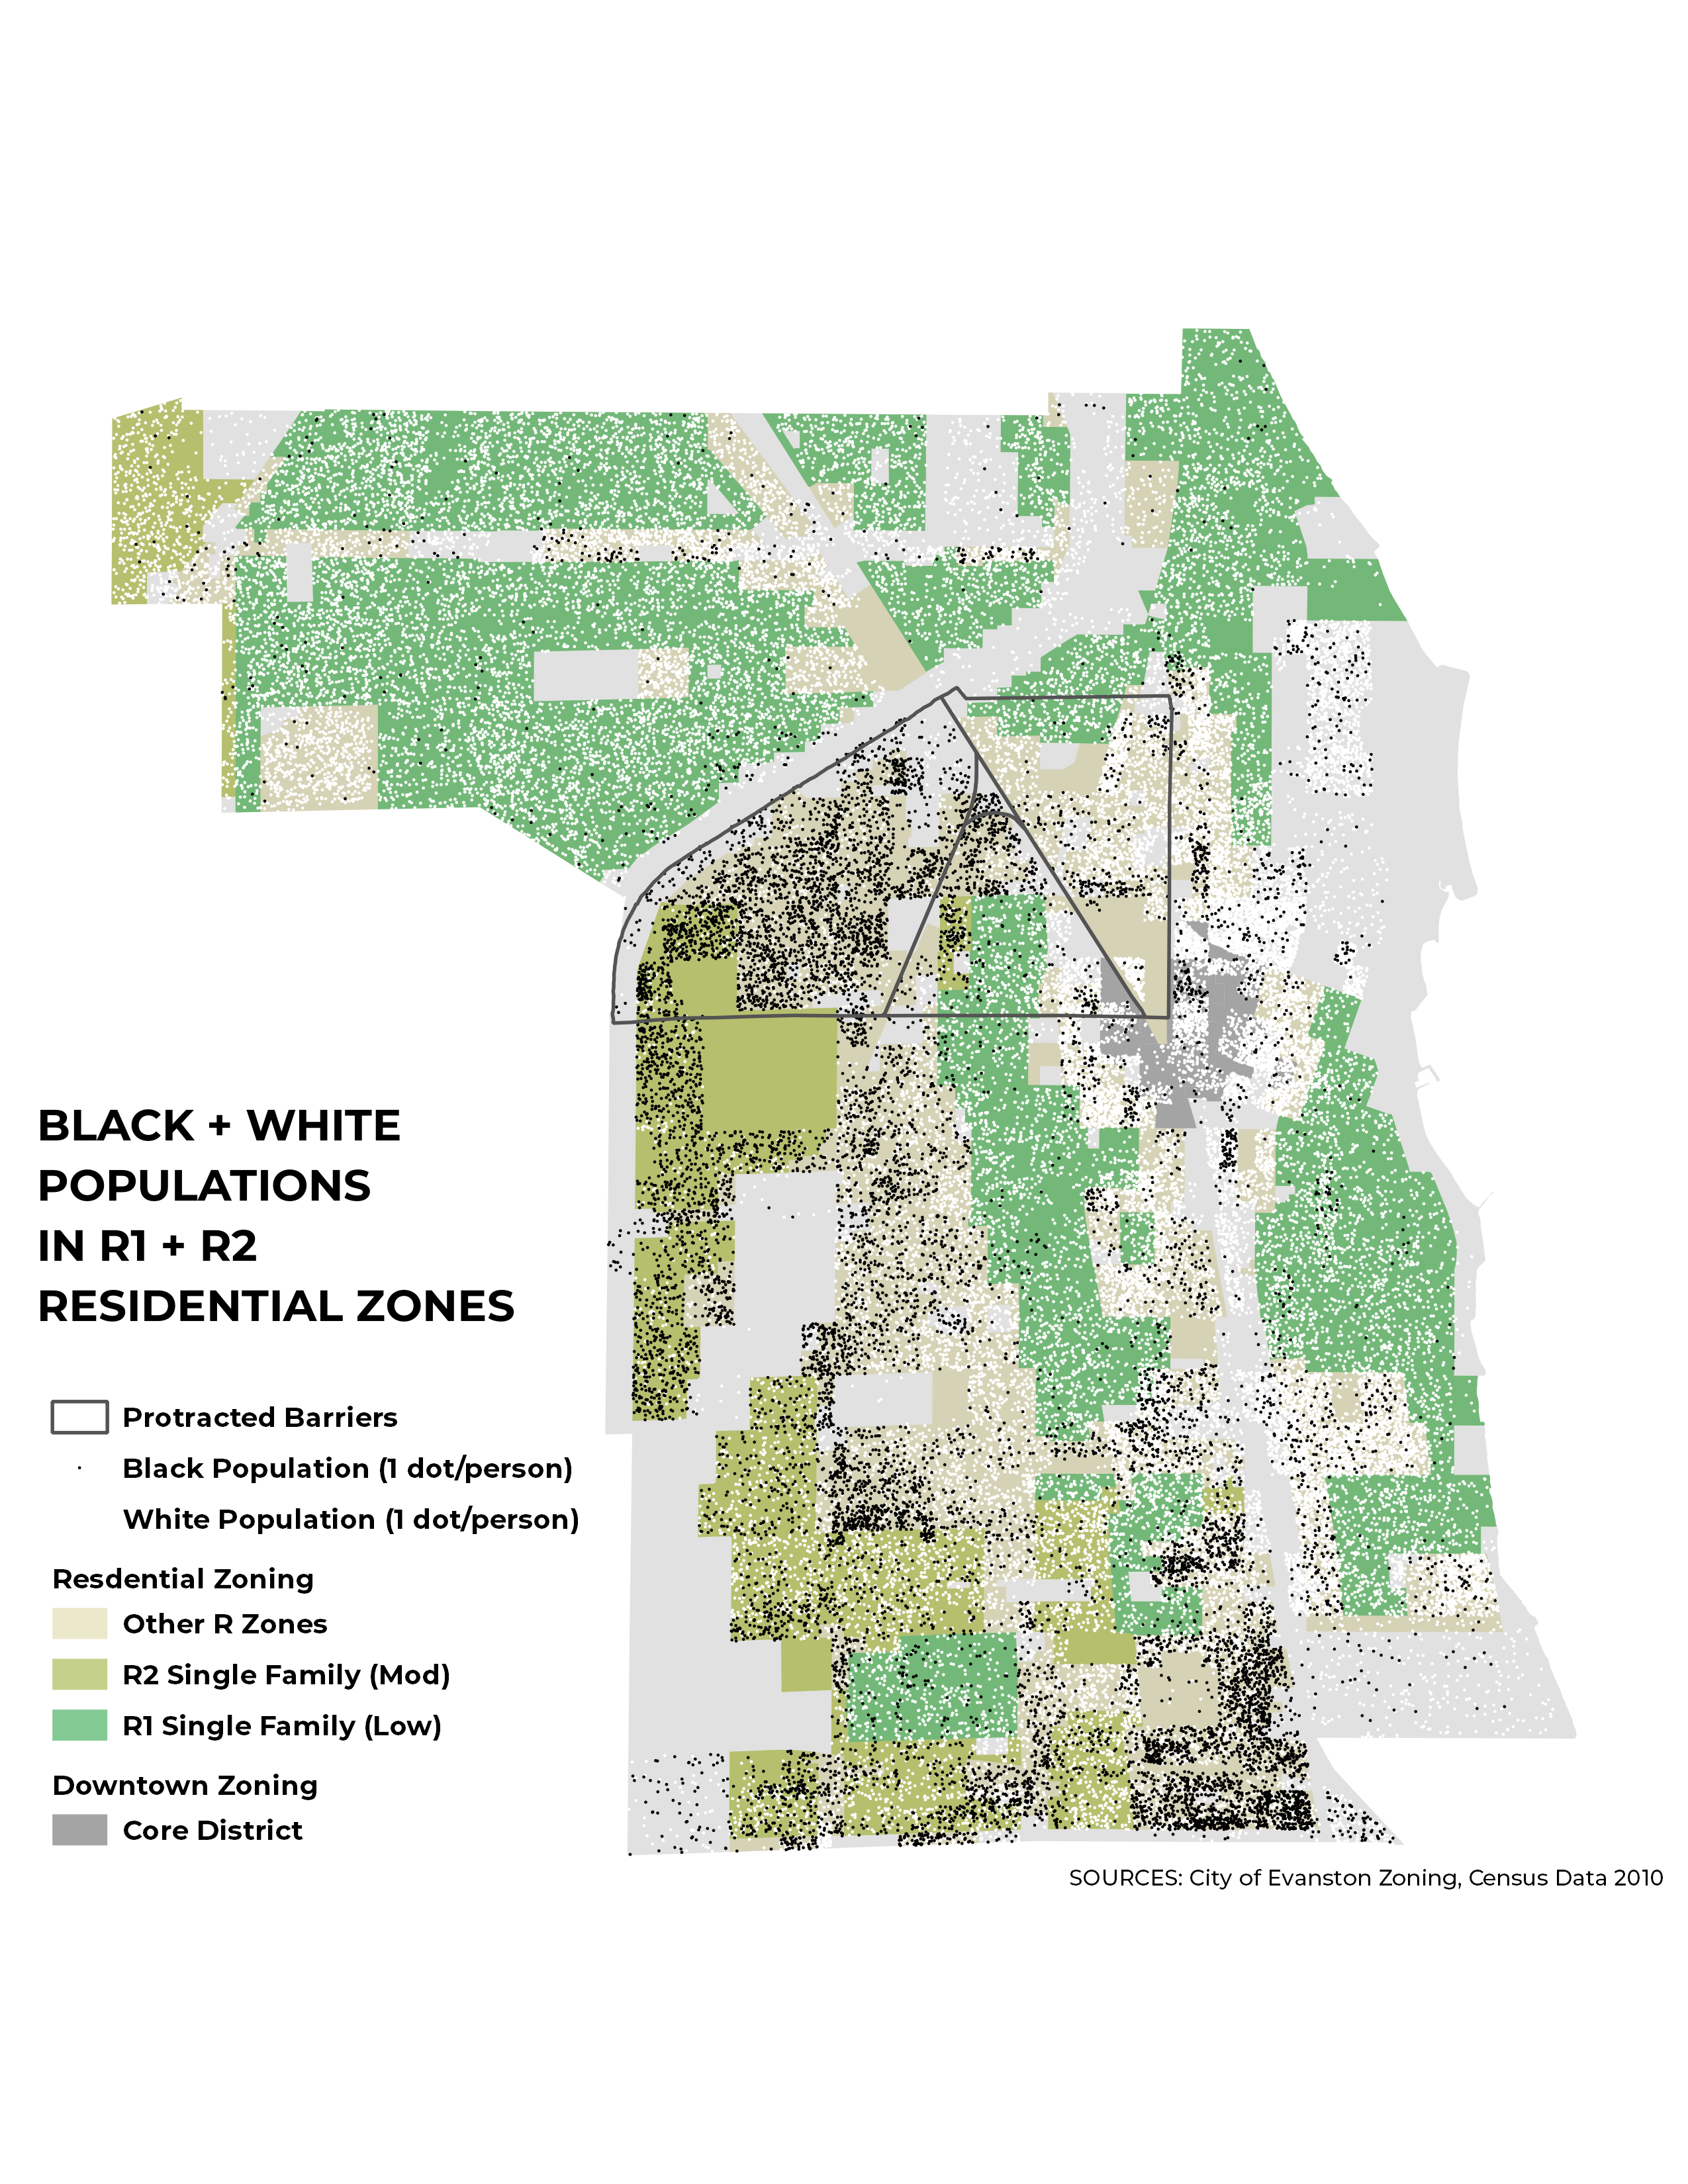 BLACK + WHITE
POPULATIONS
IN R1 + R2
RESIDENTIAL ZONES
Protracted Barriers
Black Population (1 dot/person)
White Population (1 dot/person)
Resdential Zoning
Other R Zones
R2 Single Family (Mod)
R1 Single Family (Low)
Downtown Zoning
Core District
SOURCES: City of Evanston Zoning, Census Data 2010